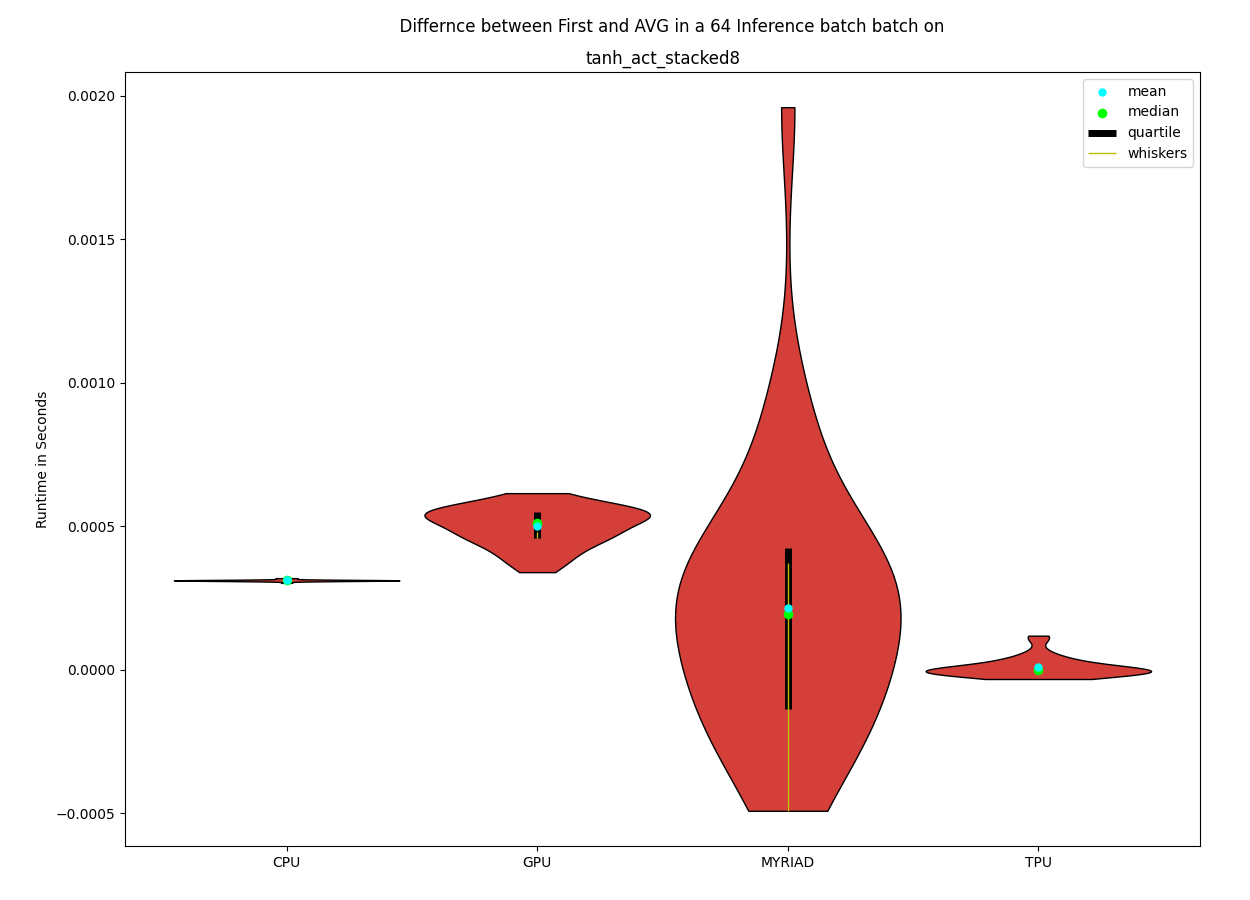 Differnce between First and AVG in a 64 Inference batch batch on
tanh_act_stacked8
mean
median
quartile
whiskers
Runtime in Seconds
0.0020
0.0015
0.0010
0.0005
0.0000
−0.0005
CPU
GPU
MYRIAD
TPU